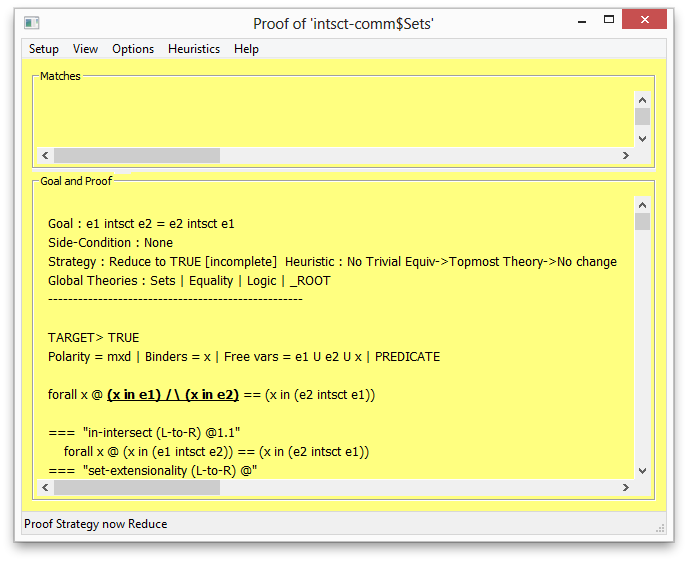 Proof of 'intsct-comm$Sets'
Setup View Options Heuristics Help
Matches
Goal and Proof
Goal : e1 intsct e2 = e2 intsct e1
Side-Condition : None
Strategy : Reduce to TRUE [incomplete]  Heuristic : No Trivial Equiv->Topmost Theory->No change
Global Theories : Sets | Equality | Logic | _ROOT
---------------------------------------------------
TARGET> TRUE
Polarity = mxd | Binders = x | Free vars = e1 U e2 U x | PREDICATE
forall x @ (x in e1) /\ (x in e2) == (x in (e2 intsct e1))
===  "in-intersect (L-to-R) @1.1"
forall x @ (x in (e1 intsct e2)) == (x in (e2 intsct e1))
===  "set-extensionality (L-to-R) @"
Proof Strategy now Reduce